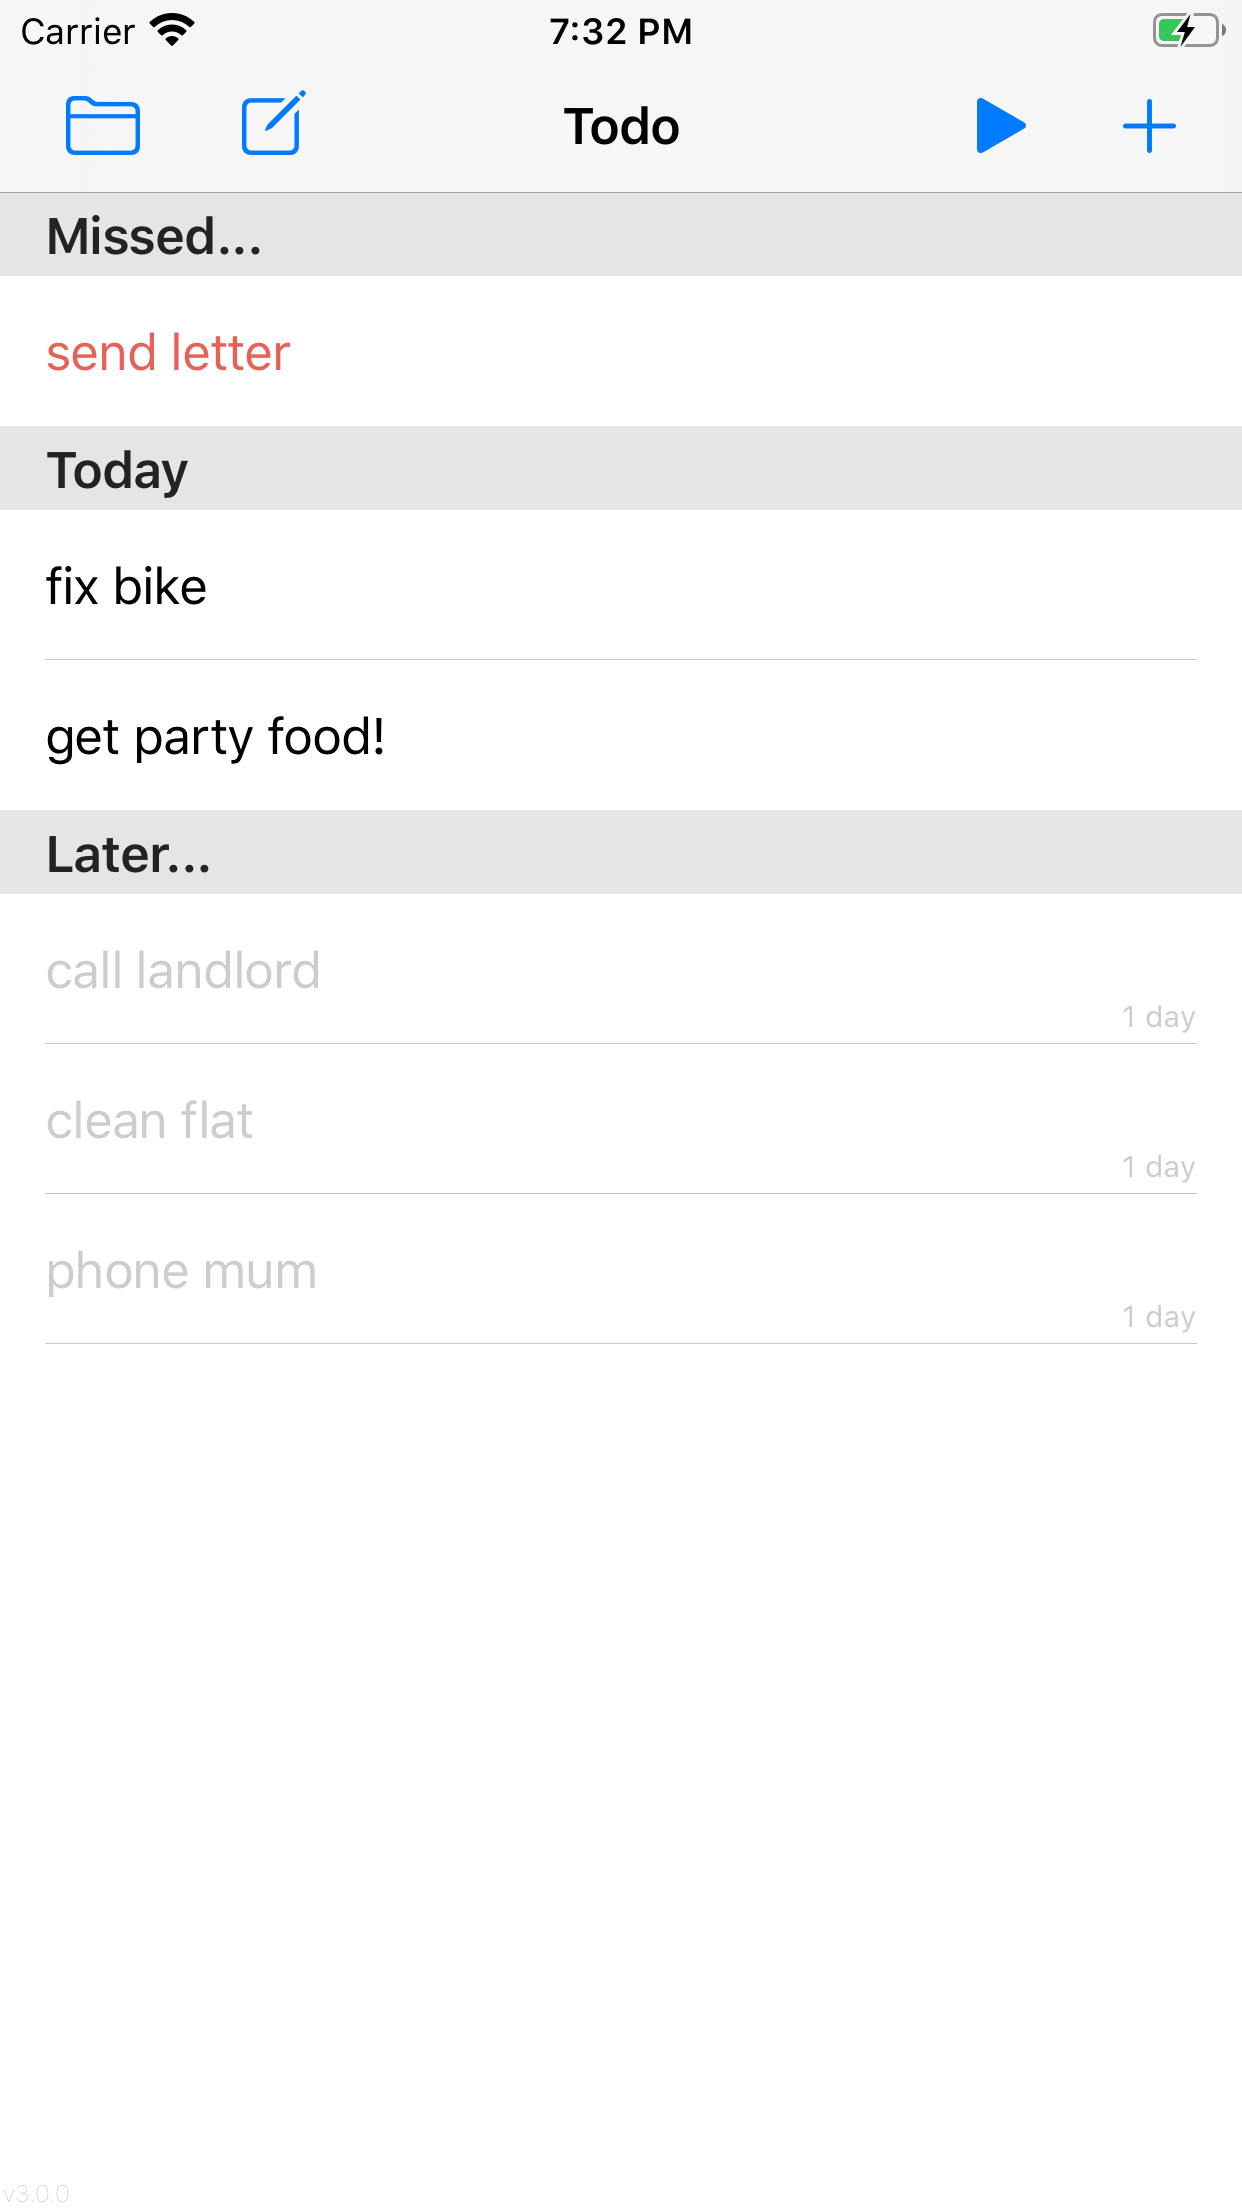 Carrier 7:32 PM
Todo
Missed...
send letter
Today
fix bike
get party food!
Later...
call landlord
1 day
clean flat
1 day
phone mum
1 day
v3.0.0